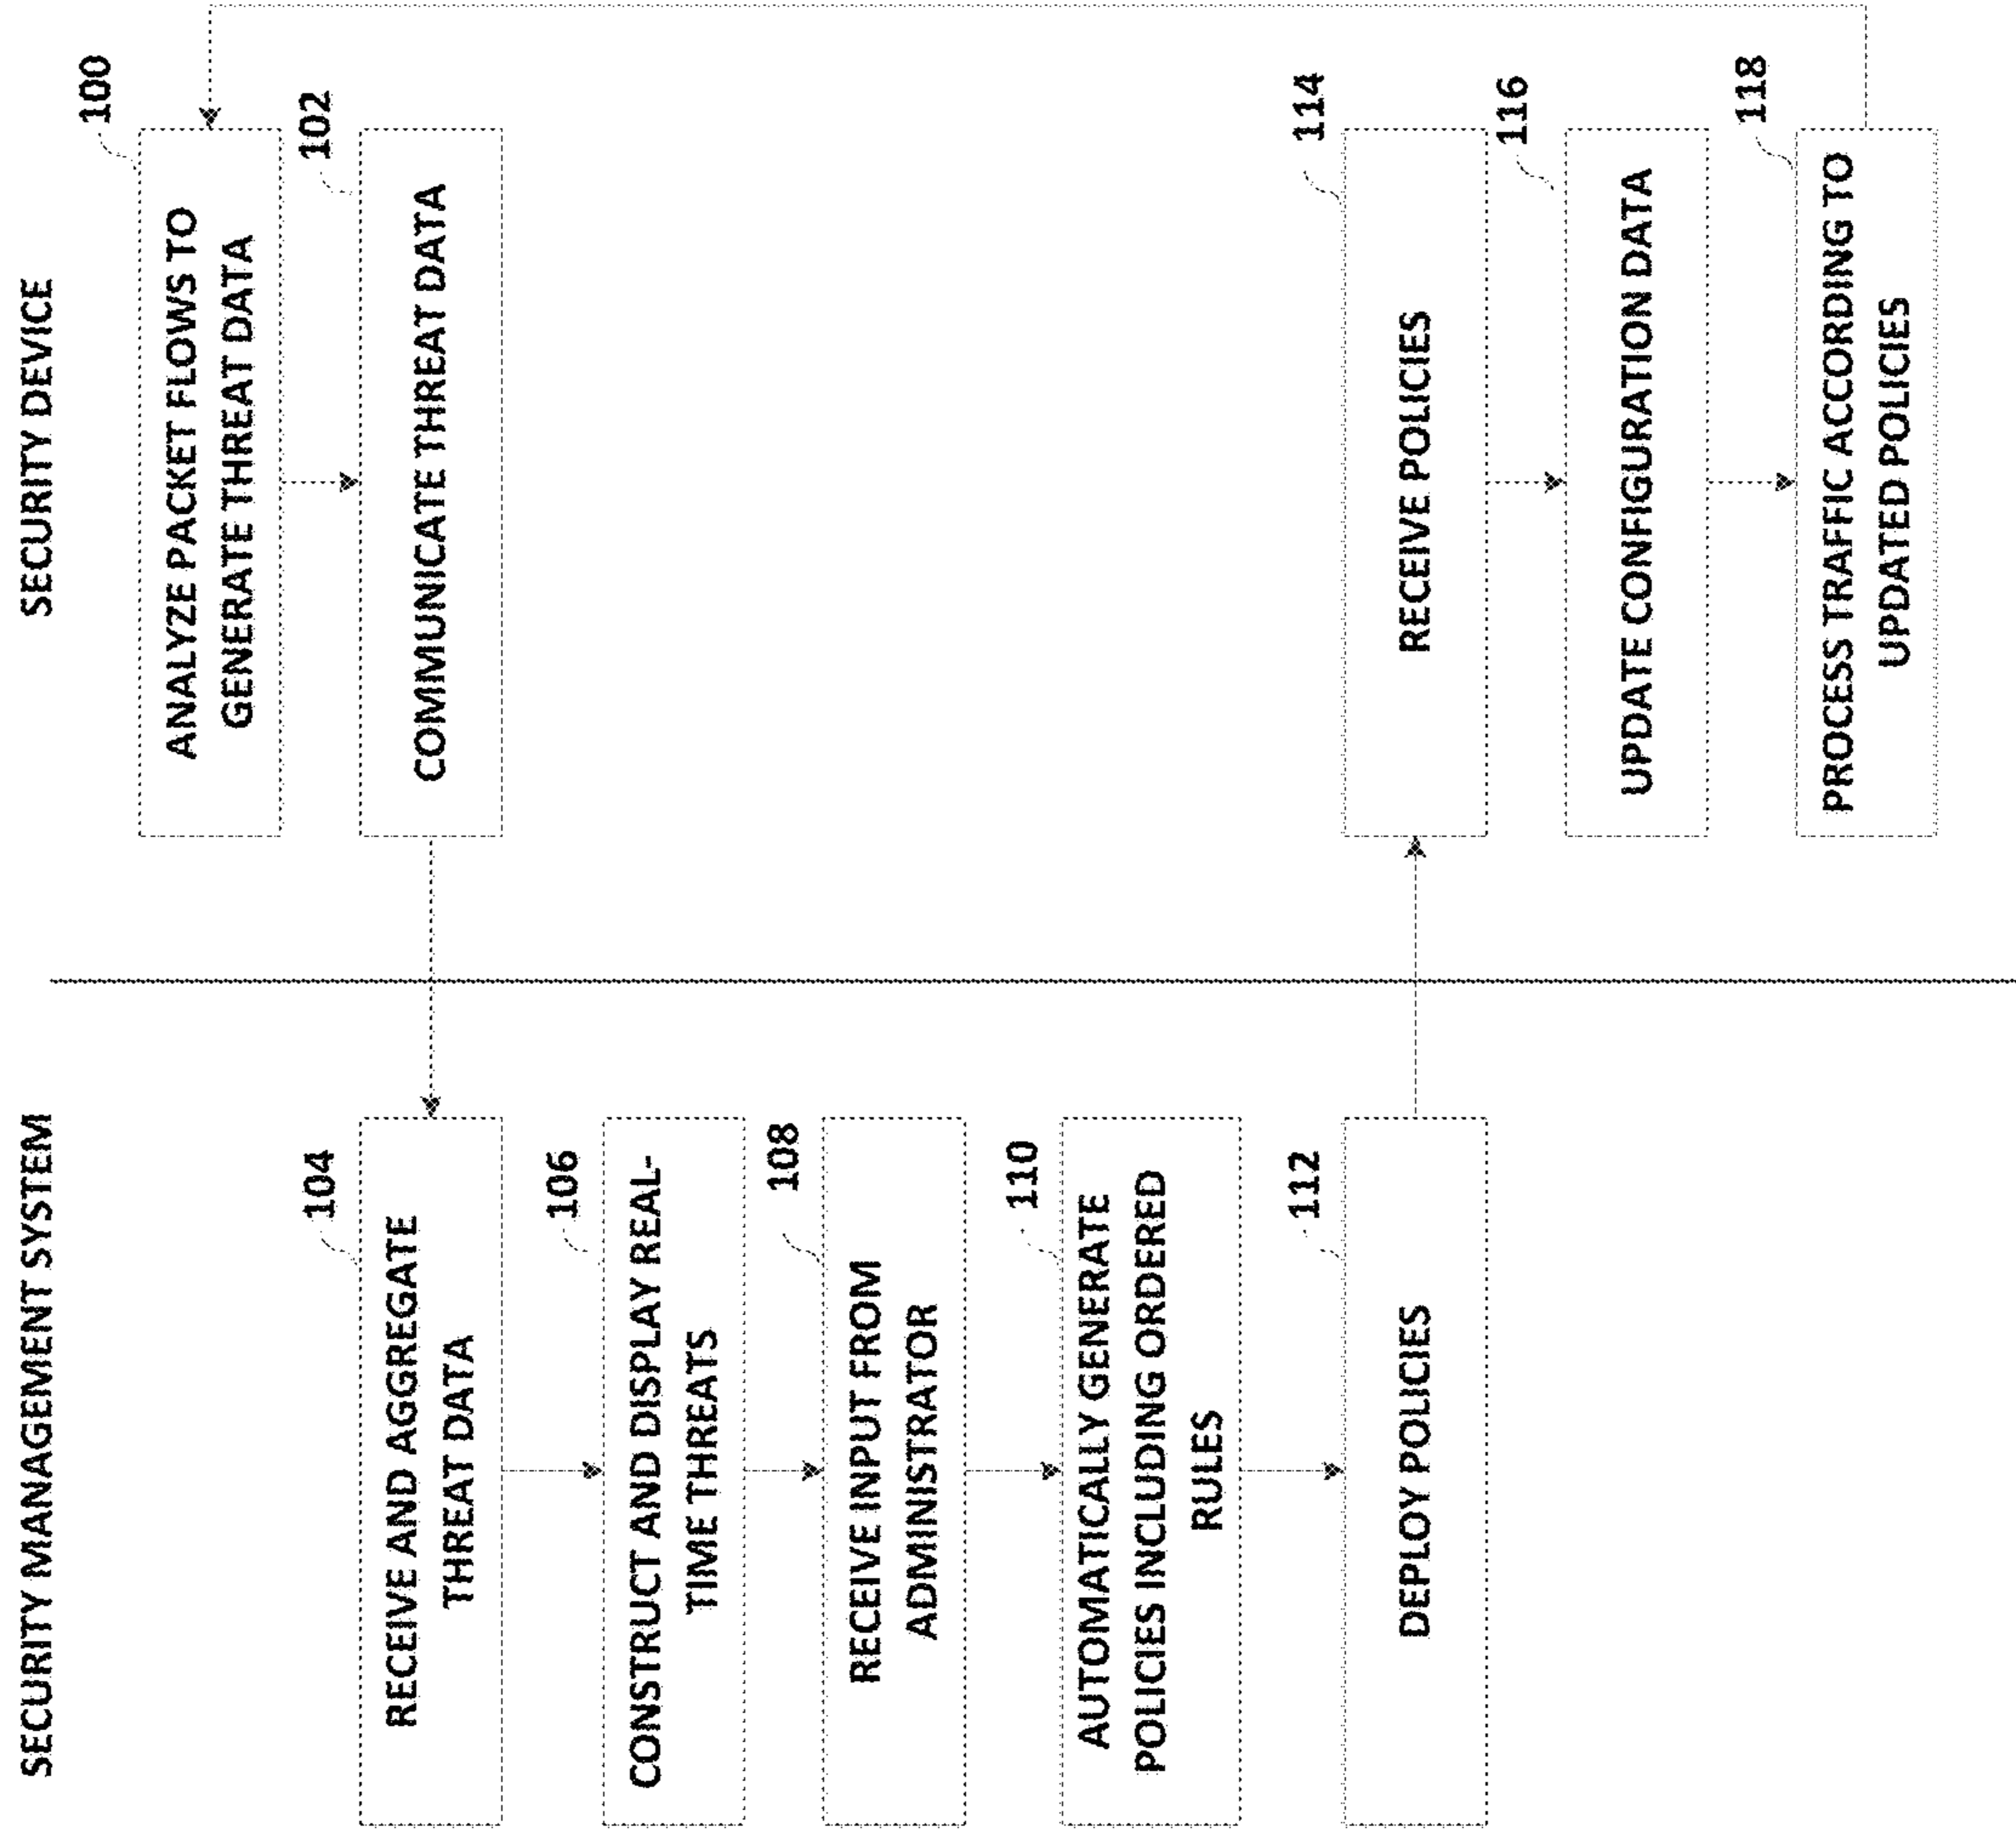 SECURITY MANAGEMENT SYSTEM
SECURITY DEVICE
100
ANALYZE PACKET FLOWS TO
GENERATE THREAT DATA
102
COMMUNICATE THREAT DATA
104
RECEIVE AND AGGREGATE
THREAT DATA
106
CONSTRUCT AND DISPLAY REAL-
TIME THREATS
108
RECEIVE INPUT FROM
ADMINISTRATOR
110
AUTOMATICALLY GENERATE
POLICIES INCLUDING ORDERED
RULES
112
DEPLOY POLICIES
114
RECEIVE POLICIES
116
UPDATE CONFIGURATION DATA
118
PROCESS TRAFFIC ACCORDING TO
UPDATED POLICIES